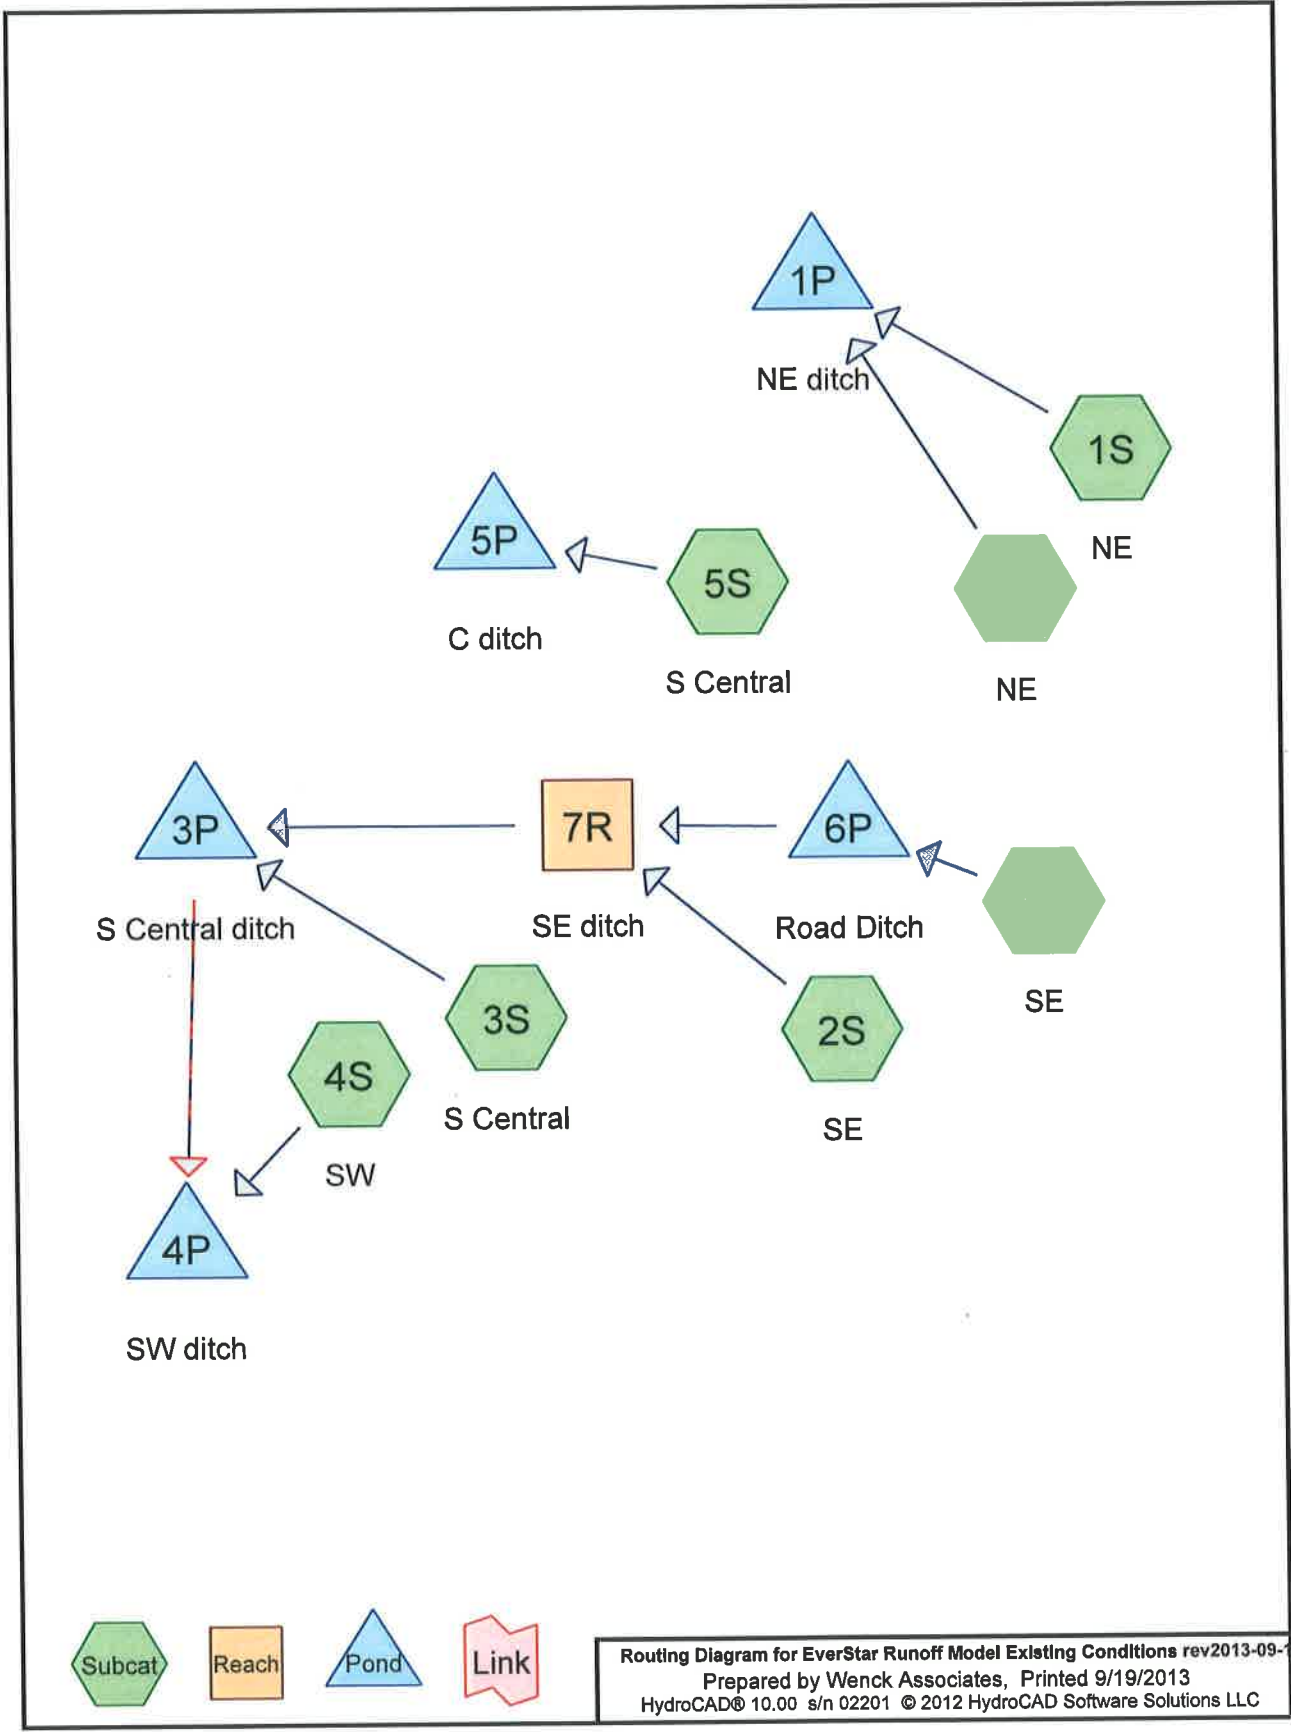 1P
NE ditch
1S
NE
5P
5S
C ditch
S Central
NE
3P
7R
6P
S Central ditch
SE ditch
Road Ditch
SE
3S
2S
4S
S Central
SE
SW
4P
SW ditch
Subcat
Reach
Pond
Link
Routing Diagram for EverStar Runoff Model Existing Conditions rev2013-09-1
Prepared by Wenck Associates, Printed 9/19/2013
HydroCAD® 10.00 s/n 02201 © 2012 HydroCAD Software Solutions LLC